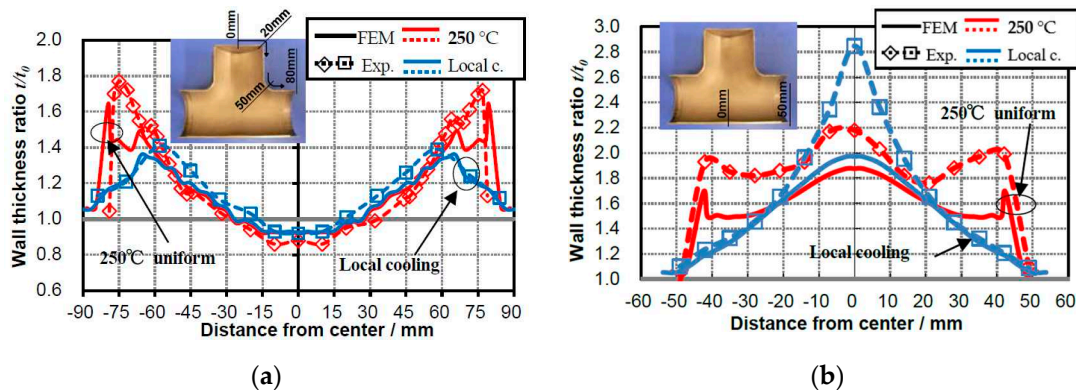 a
FEM 250 °C
Exp. Local c.
Wall thickness ratio t/t0
2.0
1.8
1.6
1.4
1.2
1.0
0.8
0.6
0mm
20mm
80mm
50mm
250℃
uniform
Local cooling
-90 -75 -60 -45 -30 -15 0 15 30 45 60 75 90
Distance from center / mm
(a)
b
FEM 250 °C
Exp. Local c.
Wall thickness ratio t/t0
3.0
2.8
2.6
2.4
2.2
2.0
1.8
1.6
1.4
1.2
1.0
0mm
50mm
250℃ uniform
Local cooling
-60 -50 -40 -30 -20 -10 0 10 20 30 40 50 60
Distance from center / mm
(b)